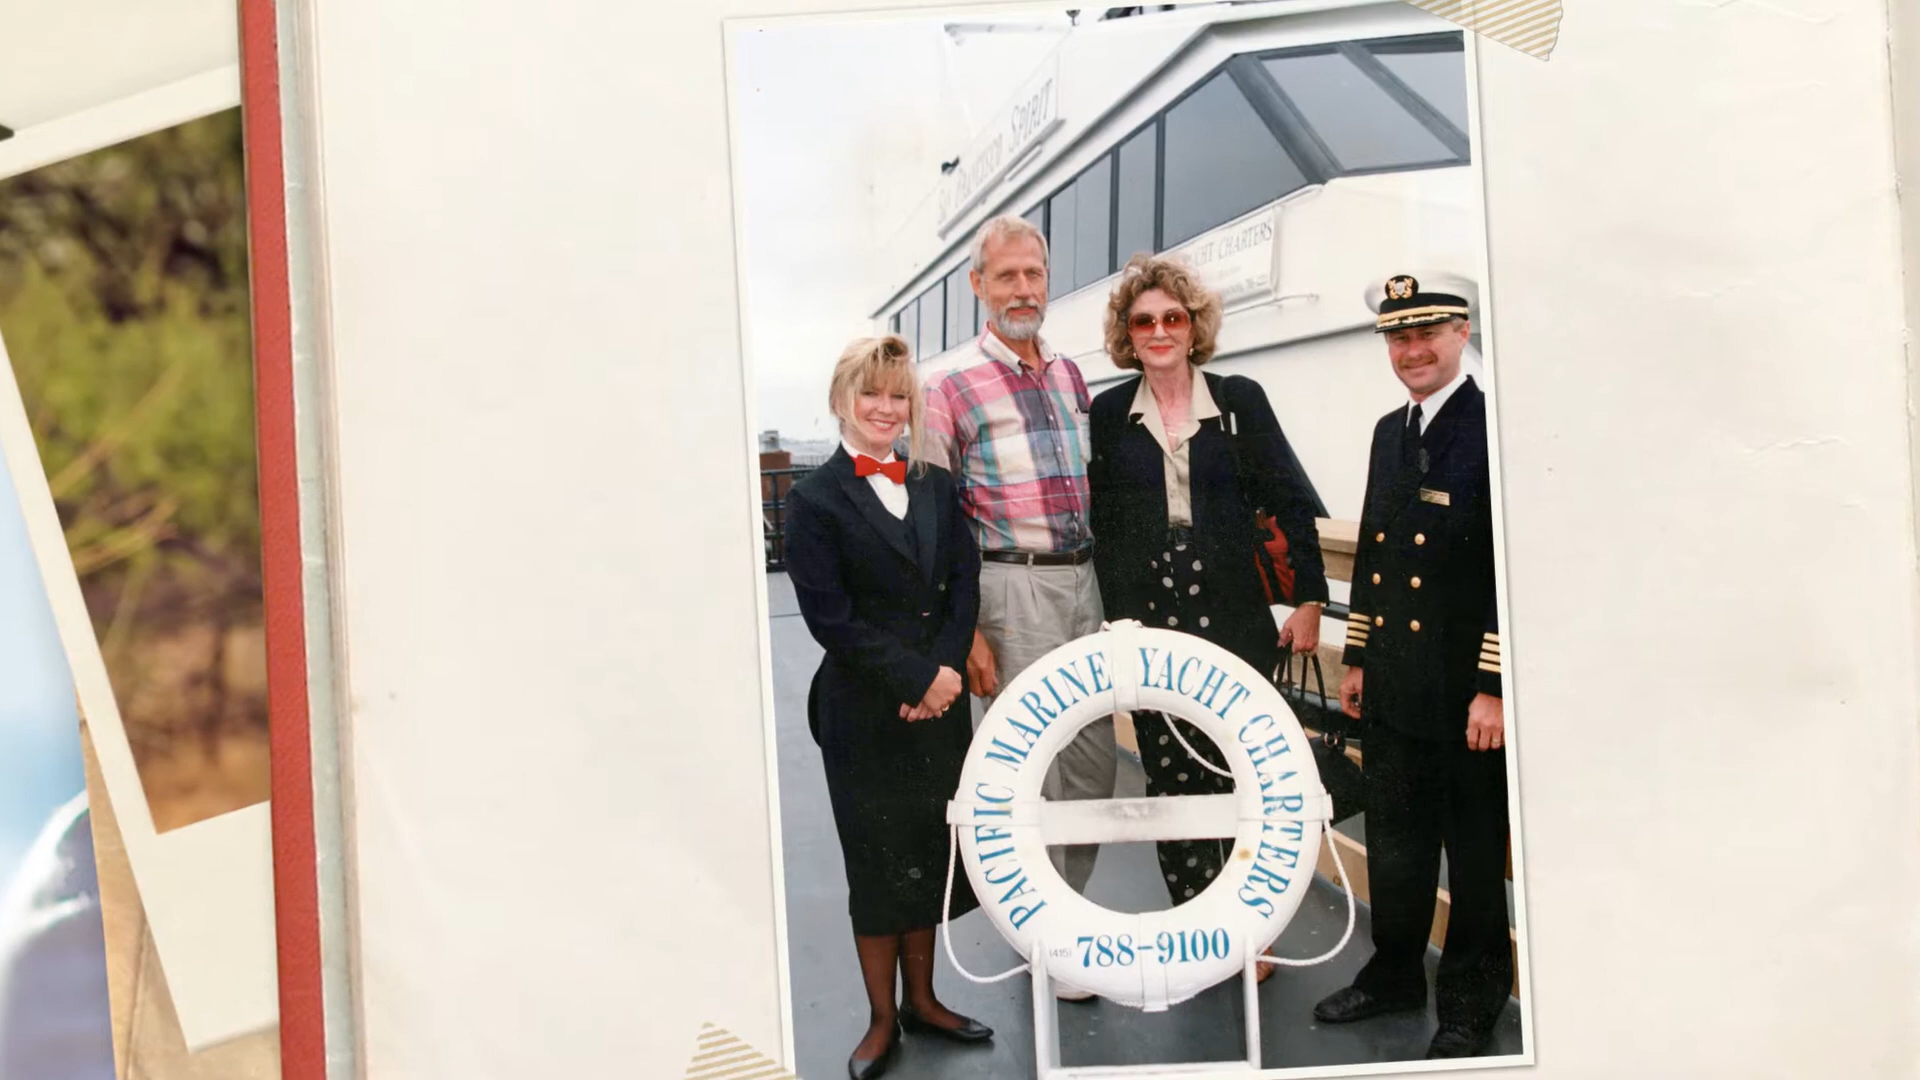 SAN FRANCISCO SPIRIT
YACHT CHARTERS
PACIFIC MARINE YACHT CHARTERS
(415) 788-9100